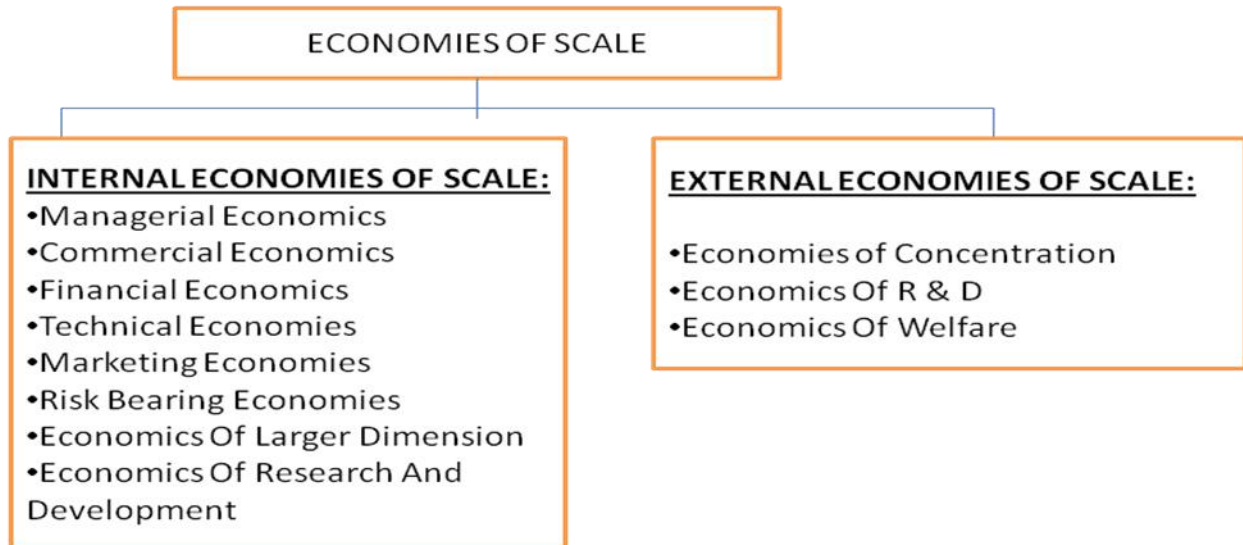 ECONOMIES OF SCALE
INTERNAL ECONOMIES OF SCALE:
•Managerial Economics
•Commercial Economics
•Financial Economics
•Technical Economies
•Marketing Economies
•Risk Bearing Economies
•Economics Of Larger Dimension
•Economics Of Research And
Development
EXTERNAL ECONOMIES OF SCALE:
•Economies of Concentration
•Economics Of R & D
•Economics Of Welfare